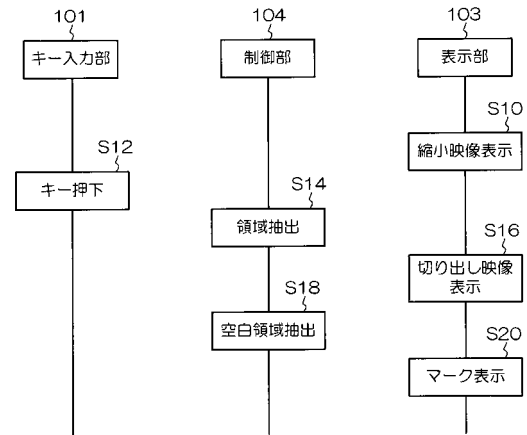 101
104
103
キー入力部
制御部
表示部
S10
縮小映像表示
S12
キー押下
S14
領域抽出
S16
切り出し映像
表示
S18
空白領域抽出
S20
マーク表示